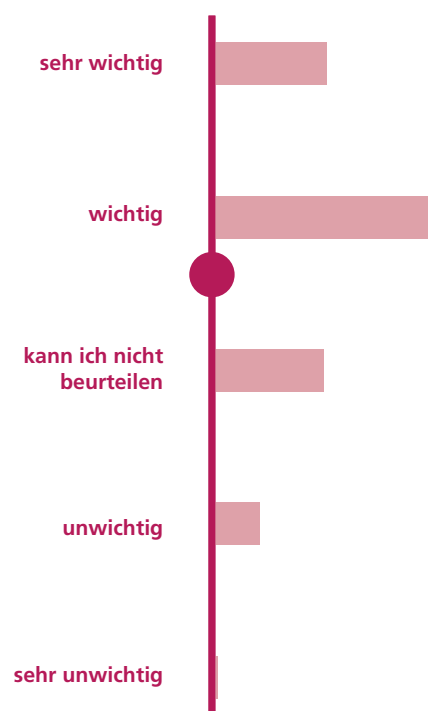 sehr wichtig
wichtig
kann ich nicht
beurteilen
unwichtig
sehr unwichtig